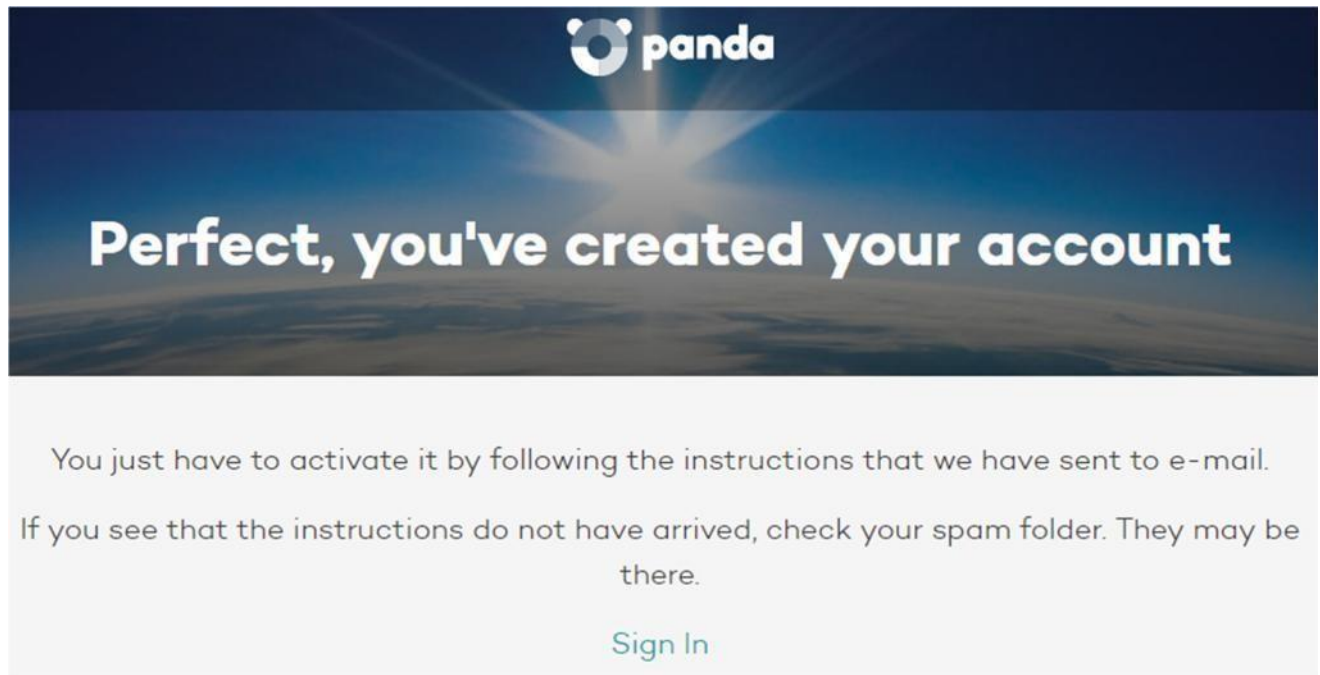 panda
Perfect, you've created your account
You just have to activate it by following the instructions that we have sent to e-mail.
If you see that the instructions do not have arrived, check your spam folder. They may be
there.
Sign In